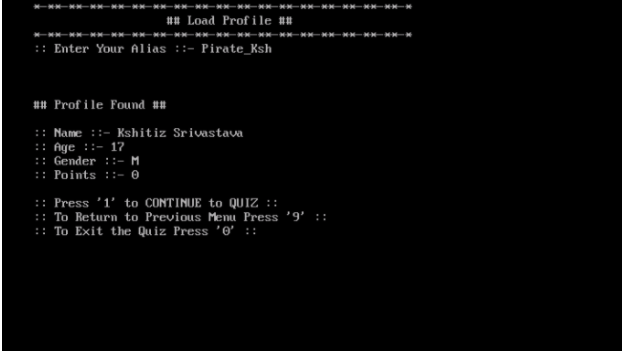 *-**-**-**-**-**-**-**-**-**-**-**-**-**-**-**-**-**-*
## Load Profile ##
*-**-**-**-**-**-**-**-**-**-**-**-**-**-**-**-**-**-*
:: Enter Your Alias ::- Pirate_Ksh
## Profile Found ##
:: Name ::- Kshitiz Srivastava
:: Age ::- 17
:: Gender ::- M
:: Points ::- 0
:: Press '1' to CONTINUE to QUIZ ::
:: To Return to Previous Menu Press '9' ::
:: To Exit the Quiz Press '0' ::